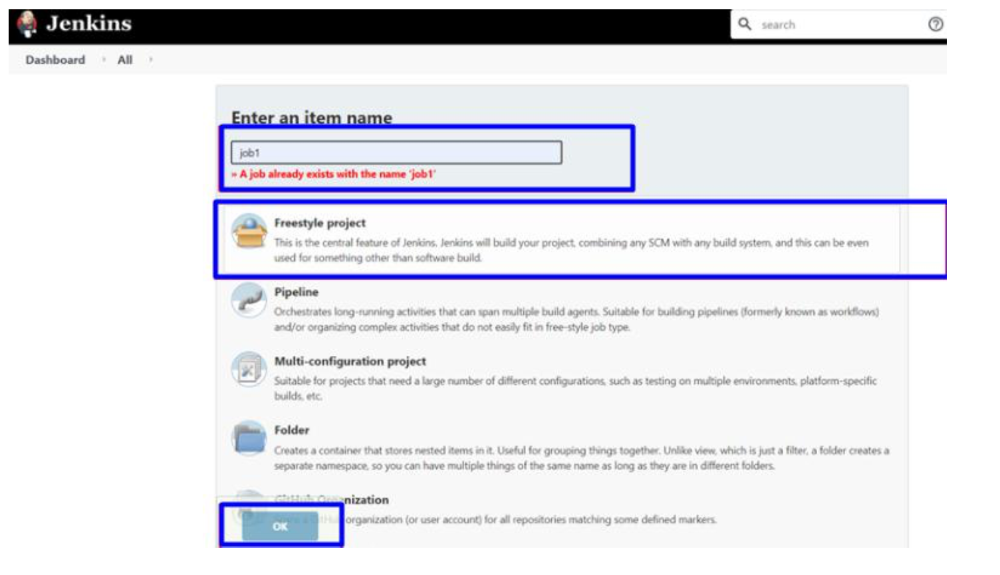 Jenkins
search
Dashboard
All
Enter an item name
job1
» A job already exists with the name 'job1'
Freestyle project
This is the central feature of Jenkins. Jenkins will build your project, combining any SCM with any build system, and this can be even
used for something other than software build.
Pipeline
Orchestrates long-running activities that can span multiple build agents. Suitable for building pipelines (formerly known as workflows)
and/or organizing complex activities that do not easily fit in free-style job type.
Multi-configuration project
Suitable for projects that need a large number of different configurations, such as testing on multiple environments, platform-specific
builds, etc.
Folder
Creates a container that stores nested items in it. Useful for grouping things together. Unlike view, which is just a filter, a folder creates a
separate namespace, so you can have multiple things of the same name as long as they are in different folders.
GitHub Organization
GitHub organization (or user account) for all repositories matching some defined markers.
OK